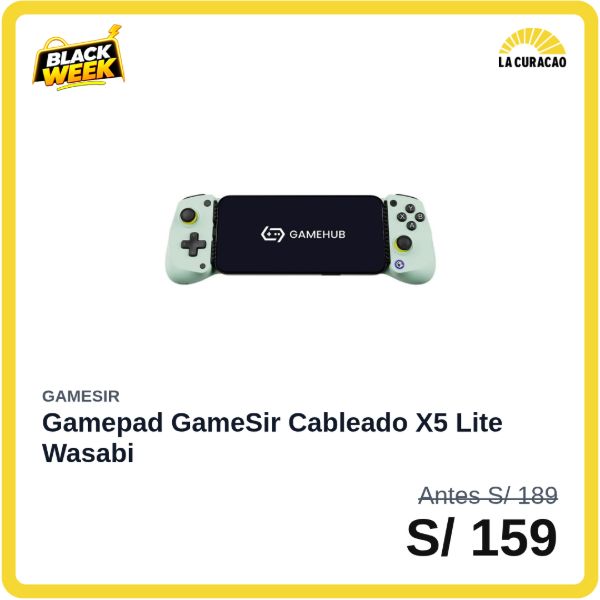 BLACK
WEEK
LA CURACAO
GAMEHUB
Y
X B
A
GAMESIR
Gamepad GameSir Cableado X5 Lite
Wasabi
Antes S/ 189
S/ 159